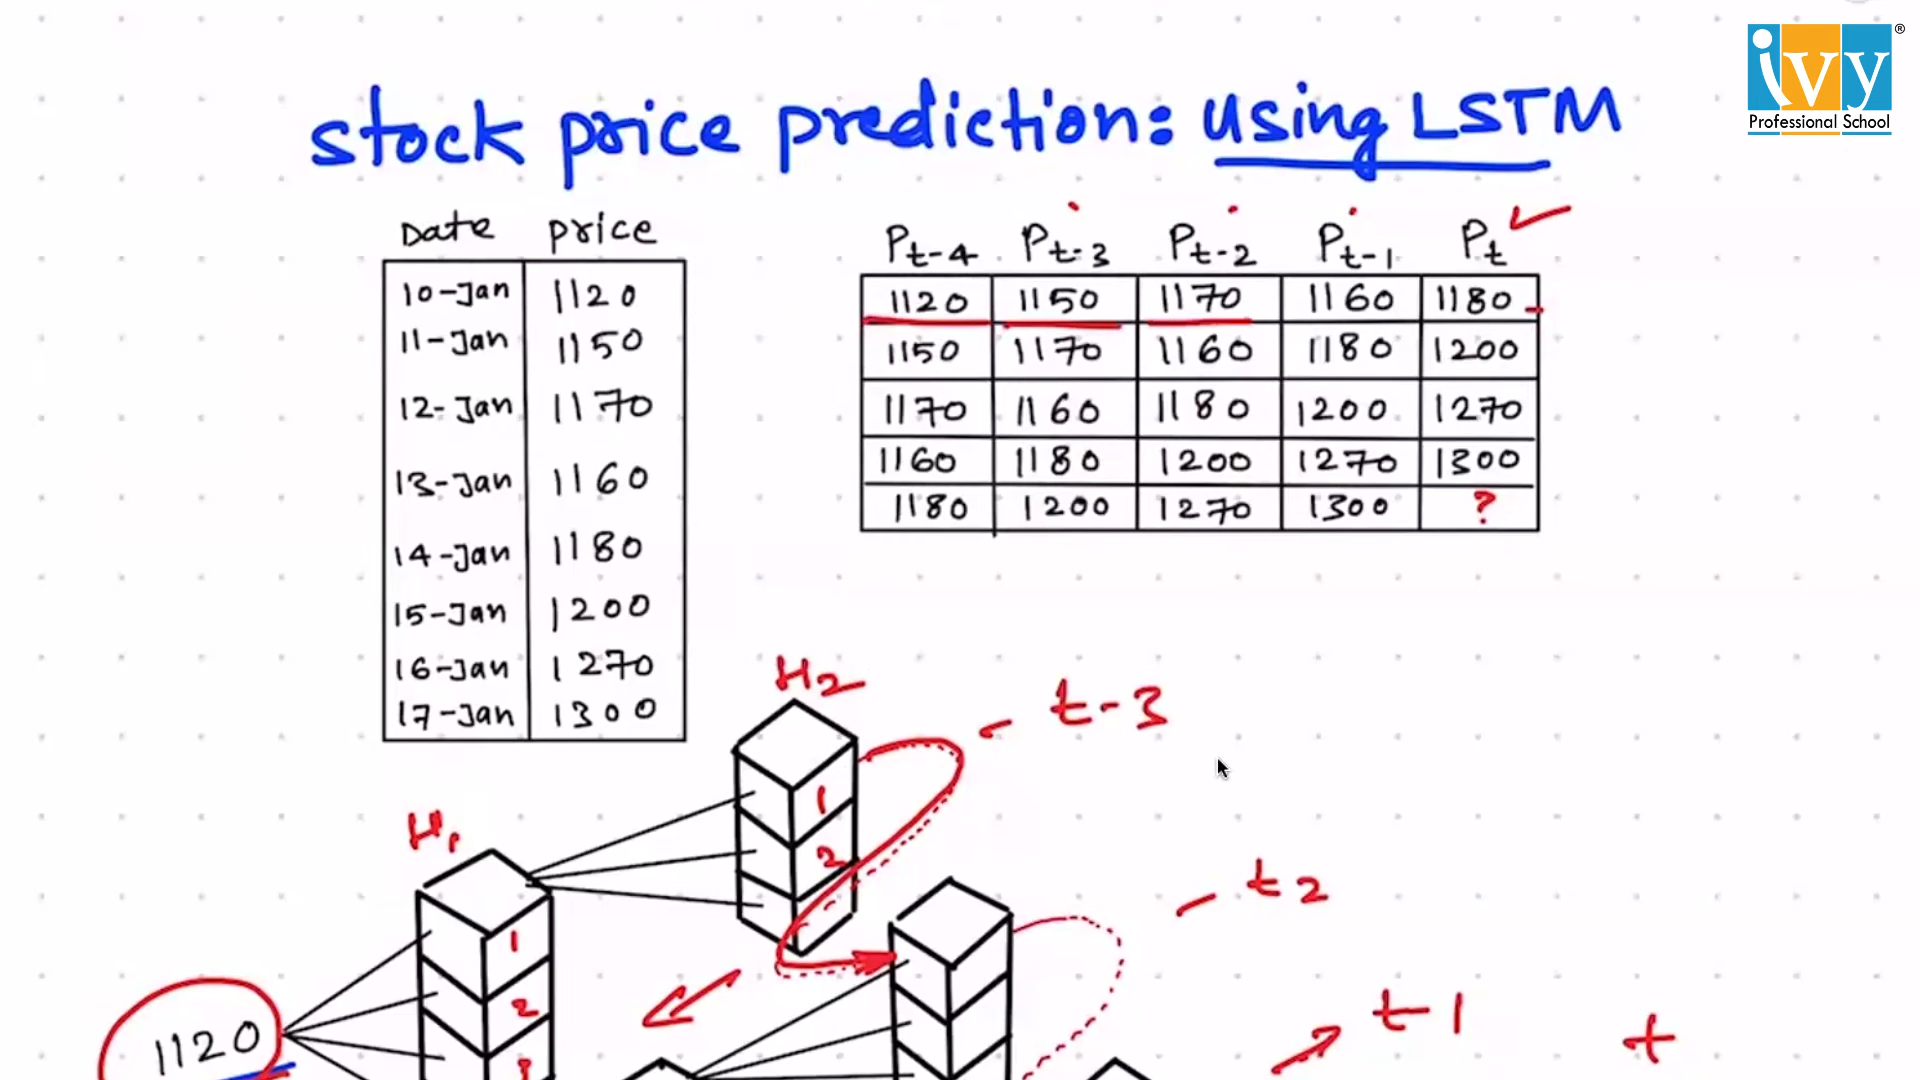 ivy®
Professional School
stock price prediction: using LSTM
Date price
10-Jan 1120
11-Jan 1150
12-Jan 1170
13-Jan 1160
14-Jan 1180
15-Jan 1200
16-Jan 1270
17-Jan 1300
Pt-4 Pt-3 Pt-2 Pt-1 Pt
1120 1150 1170 1160 1180
1150 1170 1160 1180 1200
1170 1160 1180 1200 1270
1160 1180 1200 1270 1300
1180 1200 1270 1300 ?
H2
t-3
1
2
H1
t2
1
2
t-1
+
1120